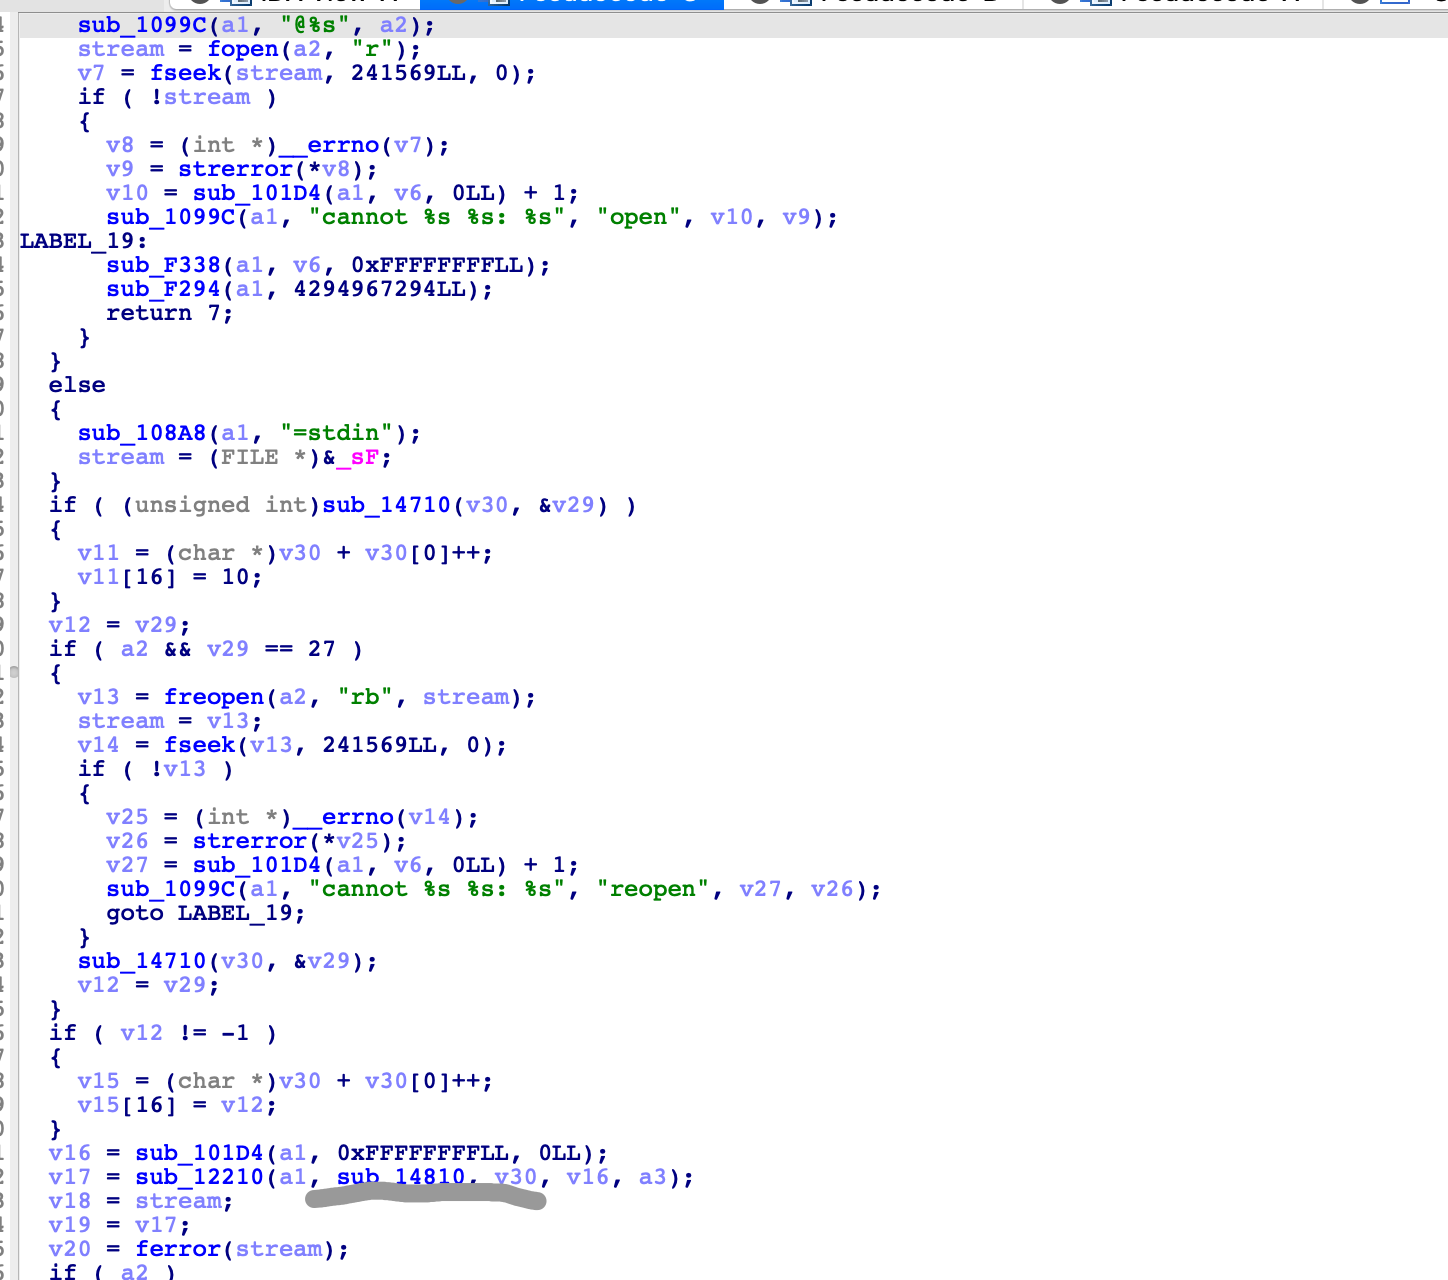 sub_1099C(a1, "@%s", a2);
stream = fopen(a2, "r");
v7 = fseek(stream, 241569LL, 0);
if ( !stream )
{
v8 = (int *)__errno(v7);
v9 = strerror(*v8);
v10 = sub_101D4(a1, v6, 0LL) + 1;
sub_1099C(a1, "cannot %s %s: %s", "open", v10, v9);
LABEL_19:
sub_F338(a1, v6, 0xFFFFFFFFLL);
sub_F294(a1, 4294967294LL);
return 7;
}
}
else
{
sub_108A8(a1, "=stdin");
stream = (FILE *)&_sF;
}
if ( (unsigned int)sub_14710(v30, &v29) )
{
v11 = (char *)v30 + v30[0]++;
v11[16] = 10;
}
v12 = v29;
if ( a2 && v29 == 27 )
{
v13 = freopen(a2, "rb", stream);
stream = v13;
v14 = fseek(v13, 241569LL, 0);
if ( !v13 )
{
v25 = (int *)__errno(v14);
v26 = strerror(*v25);
v27 = sub_101D4(a1, v6, 0LL) + 1;
sub_1099C(a1, "cannot %s %s: %s", "reopen", v27, v26);
goto LABEL_19;
}
sub_14710(v30, &v29);
v12 = v29;
}
if ( v12 != -1 )
{
v15 = (char *)v30 + v30[0]++;
v15[16] = v12;
}
v16 = sub_101D4(a1, 0xFFFFFFFFLL, 0LL);
v17 = sub_12210(a1, sub_14810, v30, v16, a3);
v18 = stream;
v19 = v17;
v20 = ferror(stream);
if ( a2 )